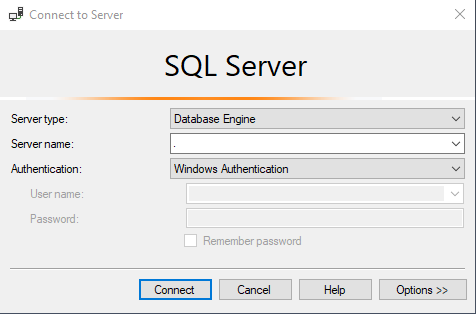 Connect to Server
SQL Server
Server type: Database Engine
Server name: .
Authentication: Windows Authentication
User name:
Password:
Remember password
Connect Cancel Help Options >>